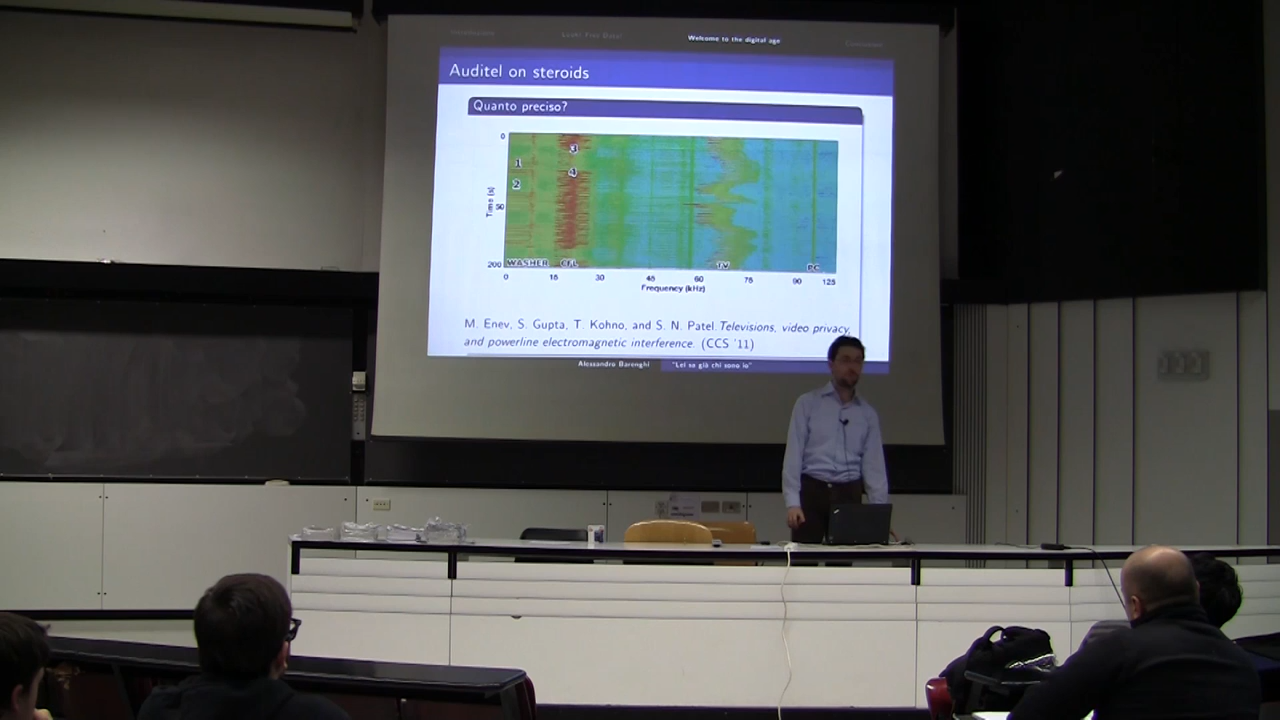 Welcome to the digital age
Auditel on steroids
Quanto preciso?
0
50
200
Time (s)
1
2
3
4
WASHER CFL TV PC
0 15 30 45 60 75 90 125
Frequency (kHz)
M. Enev, S. Gupta, T. Kohno, and S. N. Patel. Televisions, video privacy,
and powerline electromagnetic interference. (CCS '11)
Alessandro Barenghi "Lei sa già chi sono io"